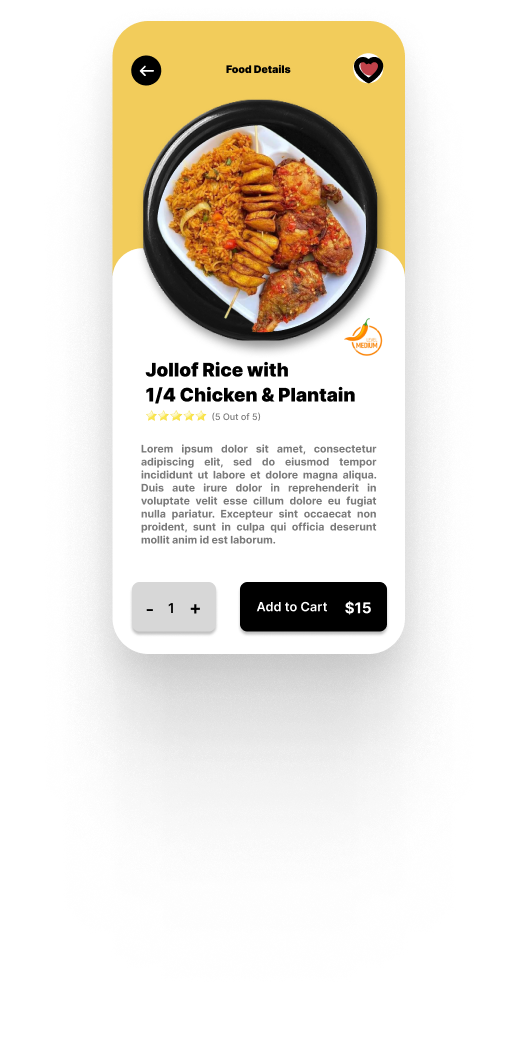 Food Details
MEDIUM
Jollof Rice with
1/4 Chicken & Plantain
(5 Out of 5)
Lorem ipsum dolor sit amet, consectetur
adipiscing elit, sed do eiusmod tempor
incididunt ut labore et dolore magna aliqua.
Duis aute irure dolor in reprehenderit in
voluptate velit esse cillum dolore eu fugiat
nulla pariatur. Excepteur sint occaecat non
proident, sunt in culpa qui officia deserunt
mollit anim id est laborum.
- 1 + Add to Cart $15